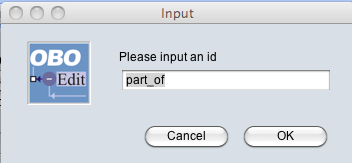 Input
OBO
Edit
Please input an id
part_of
Cancel
OK